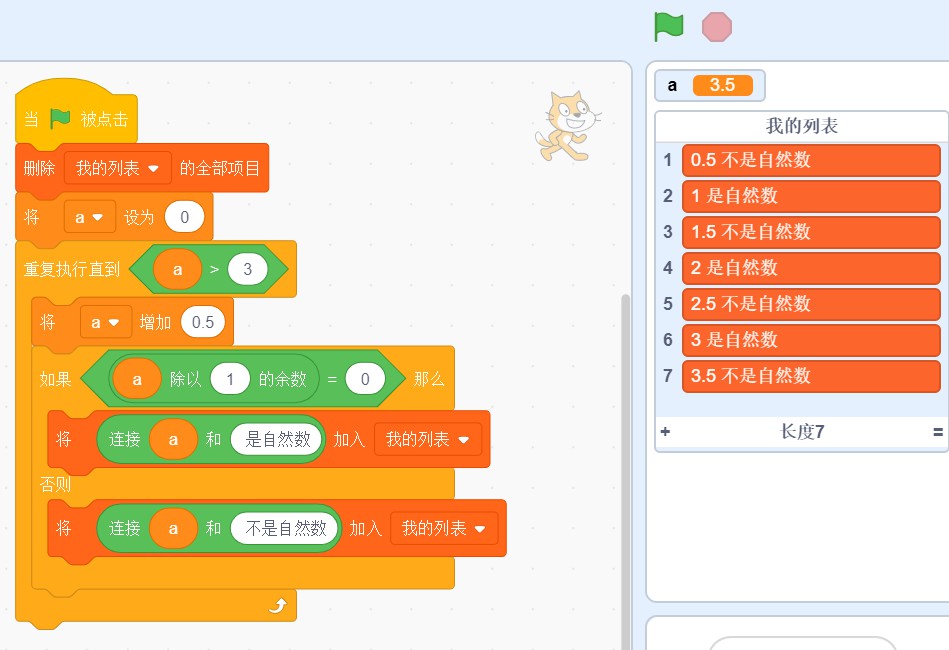 当 被点击
删除 我的列表 的全部项目
将 a 设为 0
重复执行直到 a > 3
将 a 增加 0.5
如果 a 除以 1 的余数 = 0 那么
将 连接 a 和 是自然数 加入 我的列表
否则
将 连接 a 和 不是自然数 加入 我的列表
a 3.5
我的列表
1 0.5 不是自然数
2 1 是自然数
3 1.5 不是自然数
4 2 是自然数
5 2.5 不是自然数
6 3 是自然数
7 3.5 不是自然数
+ 长度7 =